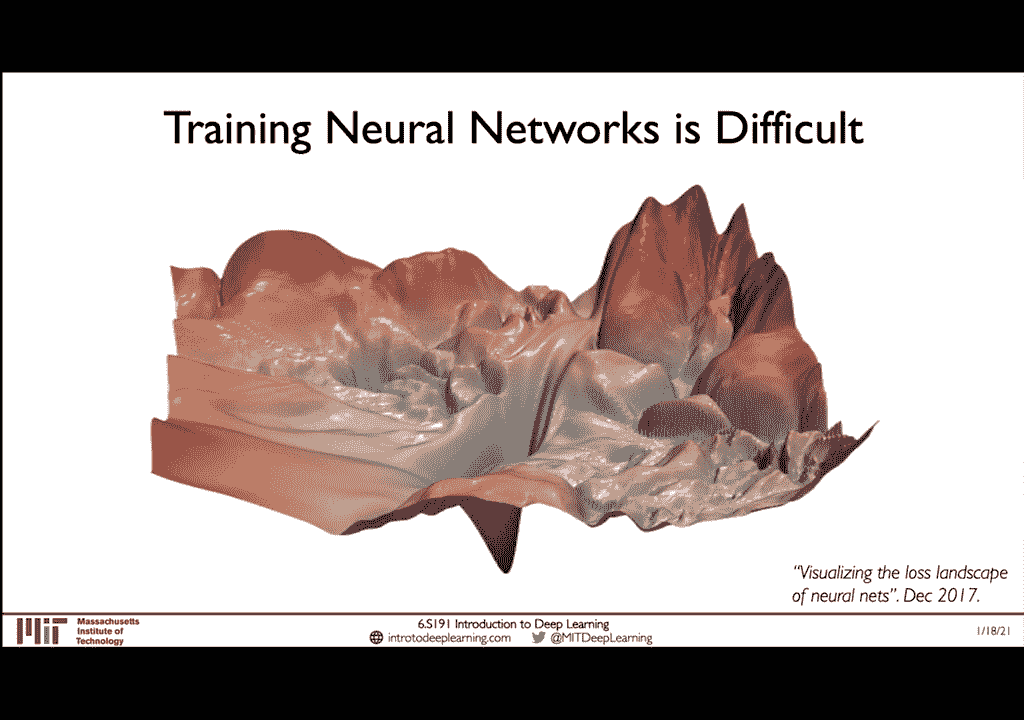 Training Neural Networks is Difficult
"Visualizing the loss landscape
of neural nets". Dec 2017.
Massachusetts
Institute of
Technology
6.S191 Introduction to Deep Learning
introtodeeplearning.com @MITDeepLearning
1/18/21